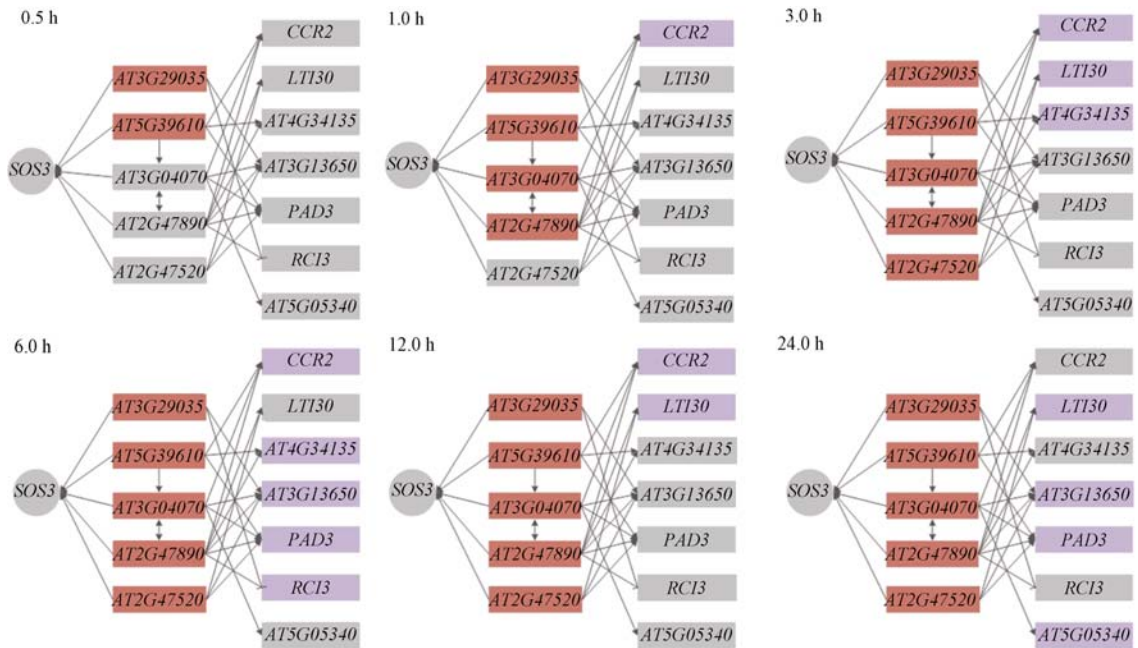 0.5 h
CCR2
AT3G29035
LTI30
AT5G39610
AT4G34135
SOS3
AT3G04070
AT3G13650
AT2G47890
PAD3
AT2G47520
RCI3
AT5G05340
1.0 h
CCR2
AT3G29035
LTI30
AT5G39610
AT4G34135
SOS3
AT3G04070
AT3G13650
AT2G47890
PAD3
AT2G47520
RCI3
AT5G05340
3.0 h
CCR2
AT3G29035
LTI30
AT5G39610
AT4G34135
SOS3
AT3G04070
AT3G13650
AT2G47890
PAD3
AT2G47520
RCI3
AT5G05340
6.0 h
CCR2
AT3G29035
LTI30
AT5G39610
AT4G34135
SOS3
AT3G04070
AT3G13650
AT2G47890
PAD3
AT2G47520
RCI3
AT5G05340
12.0 h
CCR2
AT3G29035
LTI30
AT5G39610
AT4G34135
SOS3
AT3G04070
AT3G13650
AT2G47890
PAD3
AT2G47520
RCI3
AT5G05340
24.0 h
CCR2
AT3G29035
LTI30
AT5G39610
AT4G34135
SOS3
AT3G04070
AT3G13650
AT2G47890
PAD3
AT2G47520
RCI3
AT5G05340